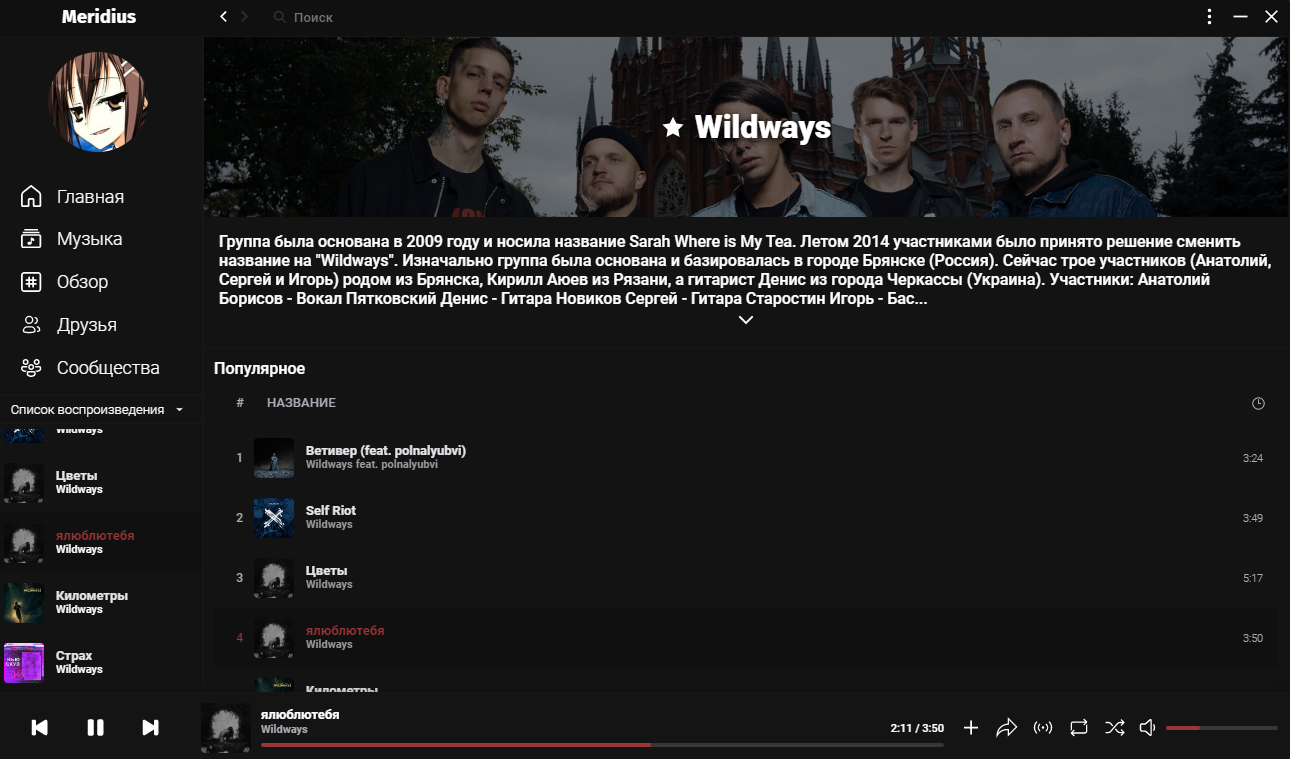 Meridius
Поиск
Главная
Музыка
Обзор
Друзья
Сообщества
Список воспроизведения
Wildways
Цветы
Wildways
ялюблютебя
Wildways
Километры
Wildways
Страх
Wildways
Wildways
Группа была основана в 2009 году и носила название Sarah Where is My Tea. Летом 2014 участниками было принято решение сменить
название на "Wildways". Изначально группа была основана и базировалась в городе Брянске (Россия). Сейчас трое участников (Анатолий,
Сергей и Игорь) родом из Брянска, Кирилл Аюев из Рязани, а гитарист Денис из города Черкассы (Украина). Участники: Анатолий
Борисов - Вокал Пятковский Денис - Гитара Новиков Сергей - Гитара Старостин Игорь - Бас...
Популярное
# НАЗВАНИЕ
1 Ветивер (feat. polnalyubvi) 3:24
Wildways feat. polnalyubvi
2 Self Riot 3:49
Wildways
3 Цветы 5:17
Wildways
4 ялюблютебя 3:50
Wildways
Километры
ялюблютебя
Wildways
2:11 / 3:50